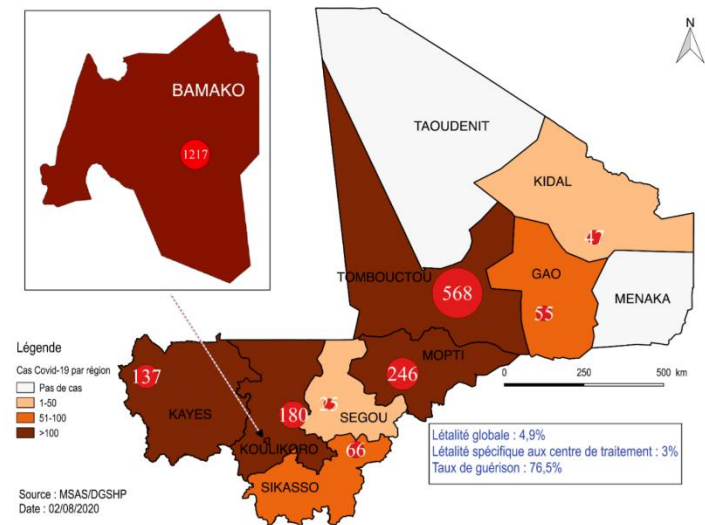 BAMAKO
1217
N
TAOUDENIT
KIDAL
47
TOMBOUCTOU
568
GAO
55
MENAKA
MOPTI
246
0 250 500 km
Légende
Cas Covid-19 par région
Pas de cas
1-50
51-100
>100
137
KAYES
180
KOULIKORO
25
SEGOU
66
SIKASSO
Létalité globale : 4,9%
Létalité spécifique aux centre de traitement : 3%
Taux de guérison : 76,5%
Source : MSAS/DGSHP
Date : 02/08/2020